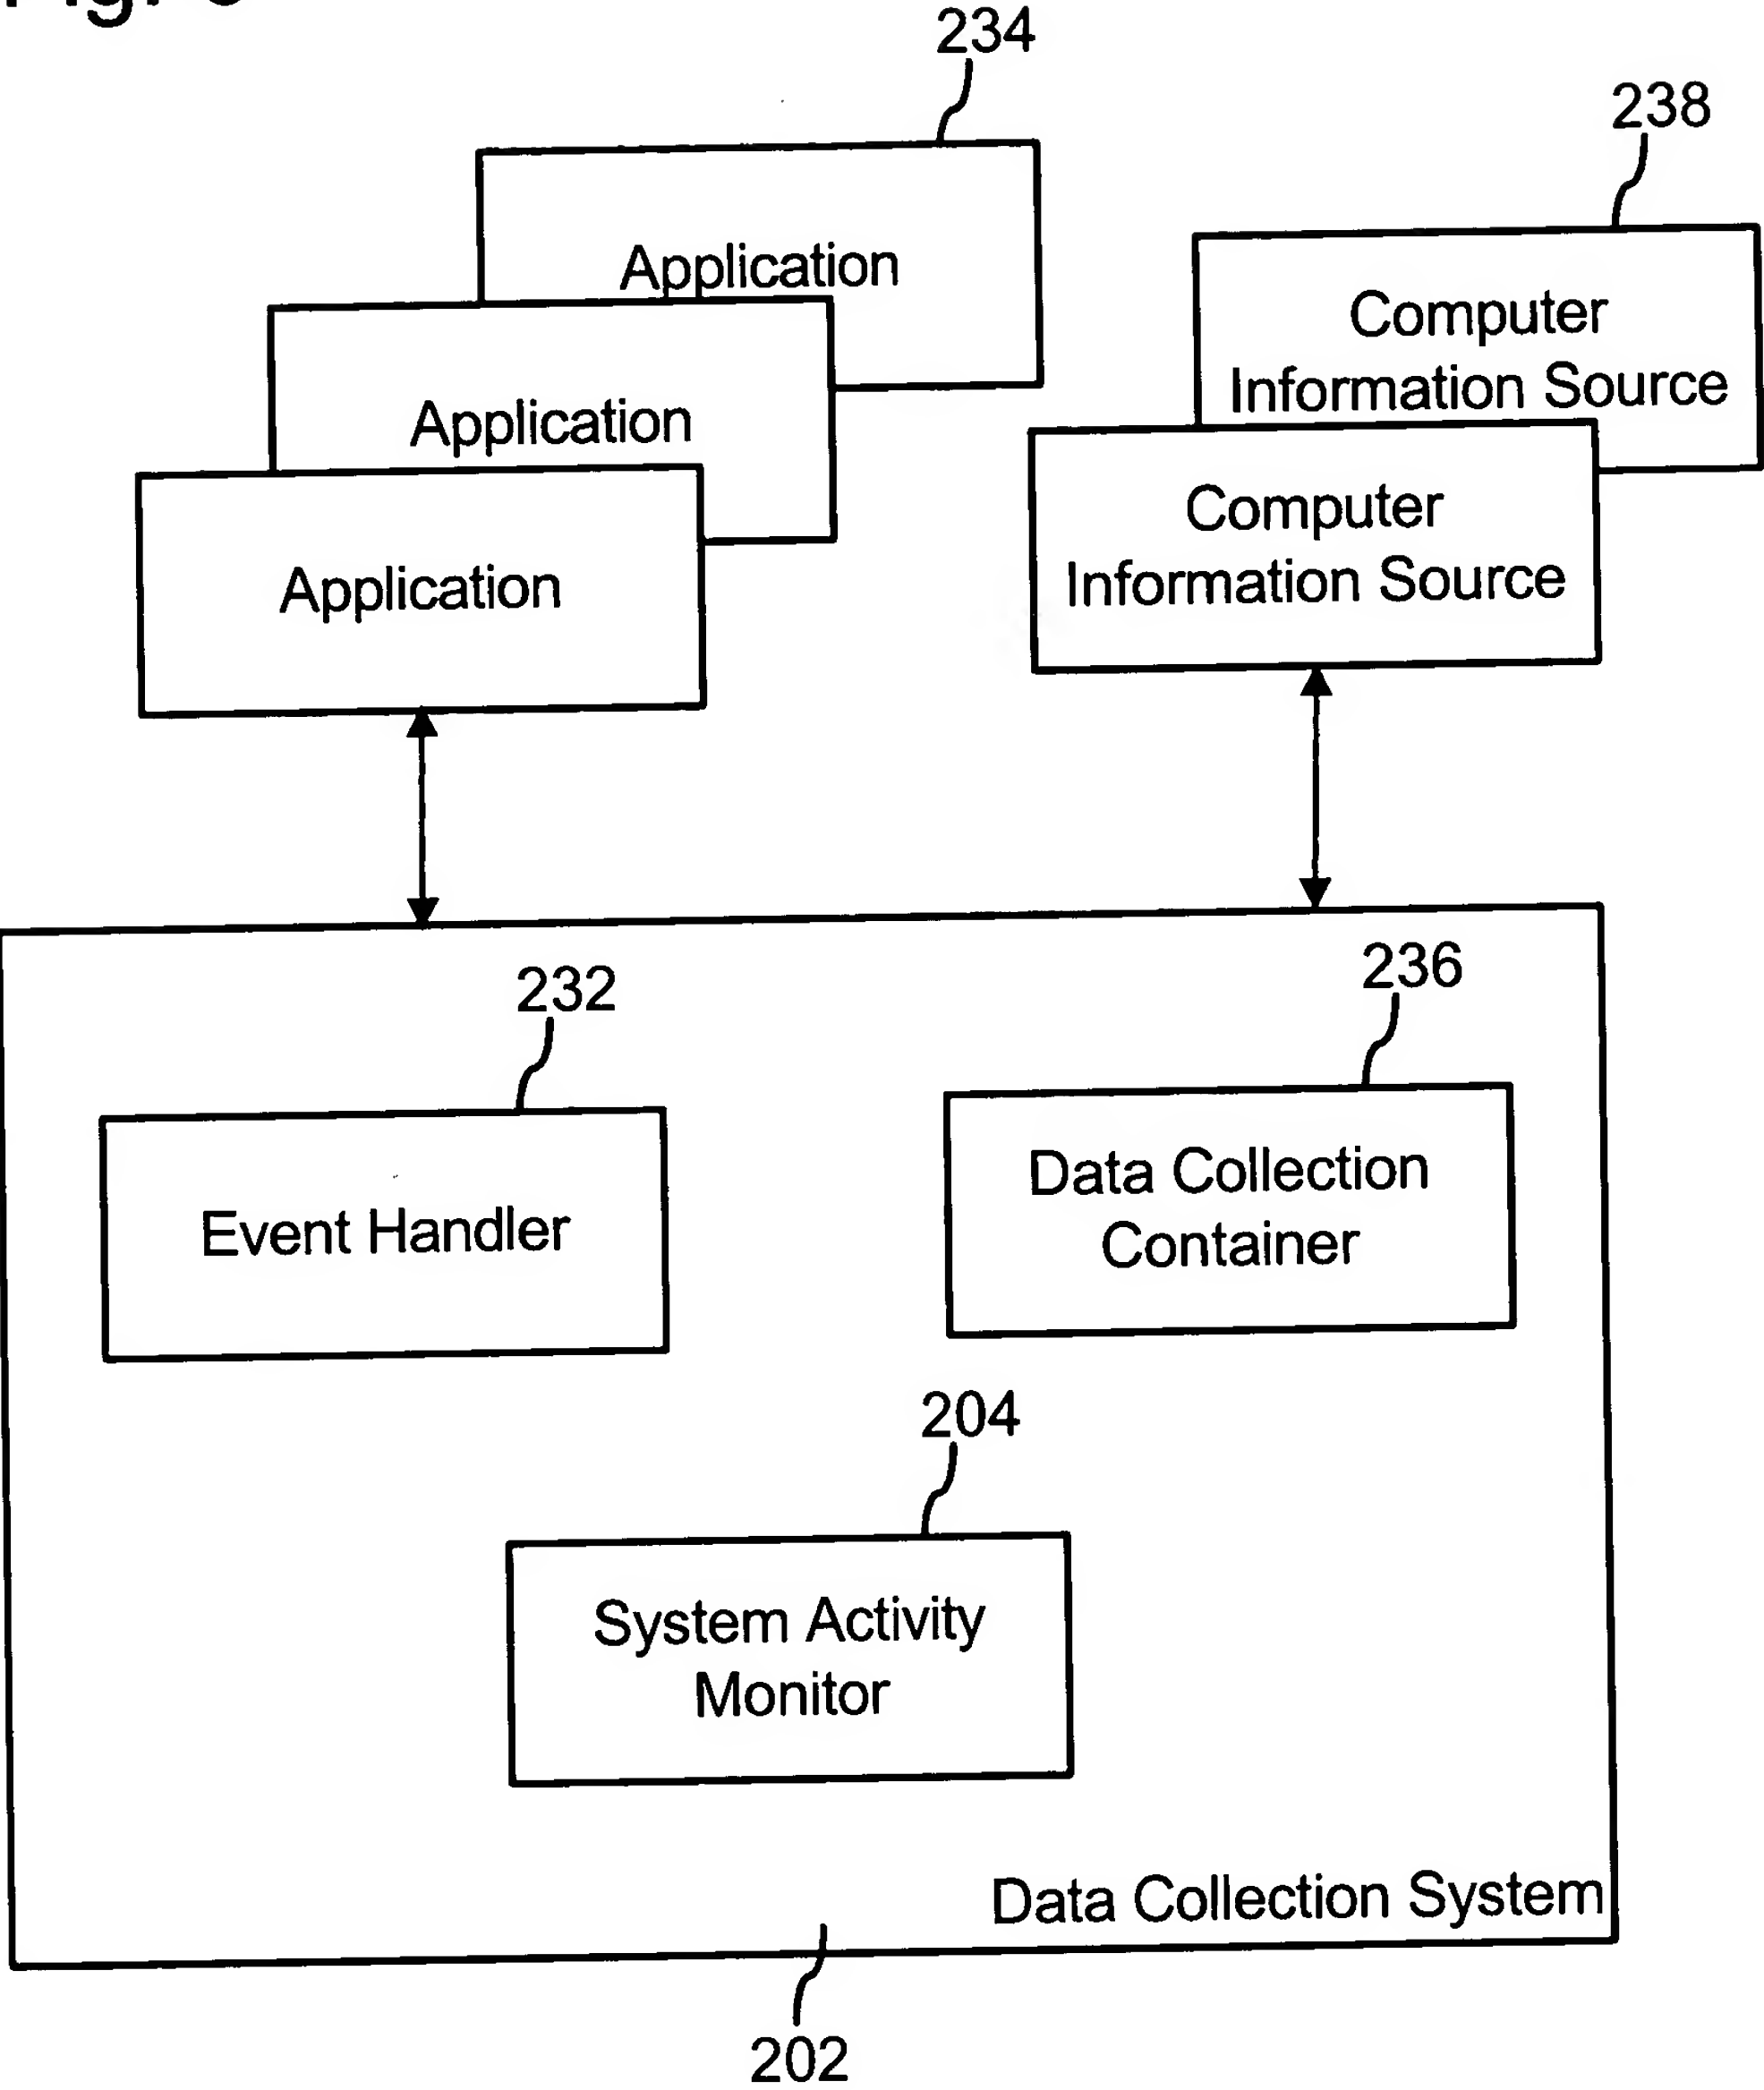 234
238
Application
Computer
Information Source
Application
Computer
Information Source
Application
232
236
Event Handler
Data Collection
Container
204
System Activity
Monitor
Data Collection System
202